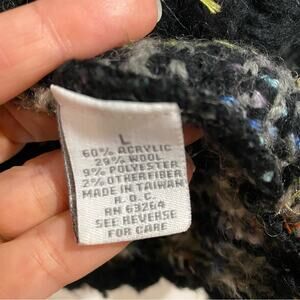 L
60% ACRYLIC
29% WOOL
9% POLYESTER
2% OTHER FIBER
MADE IN TAIWAN
R.O.C.
RN 63264
SEE REVERSE
FOR CARE